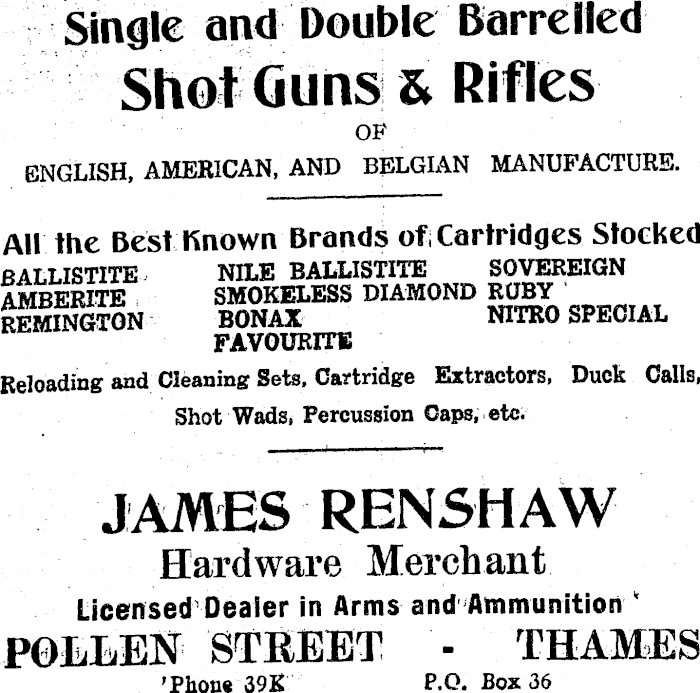 Single and Double Barrelled
Shot Guns & Rifles
OF
ENGLISH, AMERICAN, AND BELGIAN MANUFACTURE.
All the Best Known Brands of Cartridges Stocked
BALLISTITE NILE BALLISTITE SOVEREIGN
AMBERITE SMOKELESS DIAMOND RUBY
REMINGTON BONAX NITRO SPECIAL
FAVOURITE
Reloading and Cleaning Sets, Cartridge Extractors, Duck Calls,
Shot Wads, Percussion Caps, etc.
JAMES RENSHAW
Hardware Merchant
Licensed Dealer in Arms and Ammunition
POLLEN STREET - THAMES
'Phone 39K P.O. Box 36